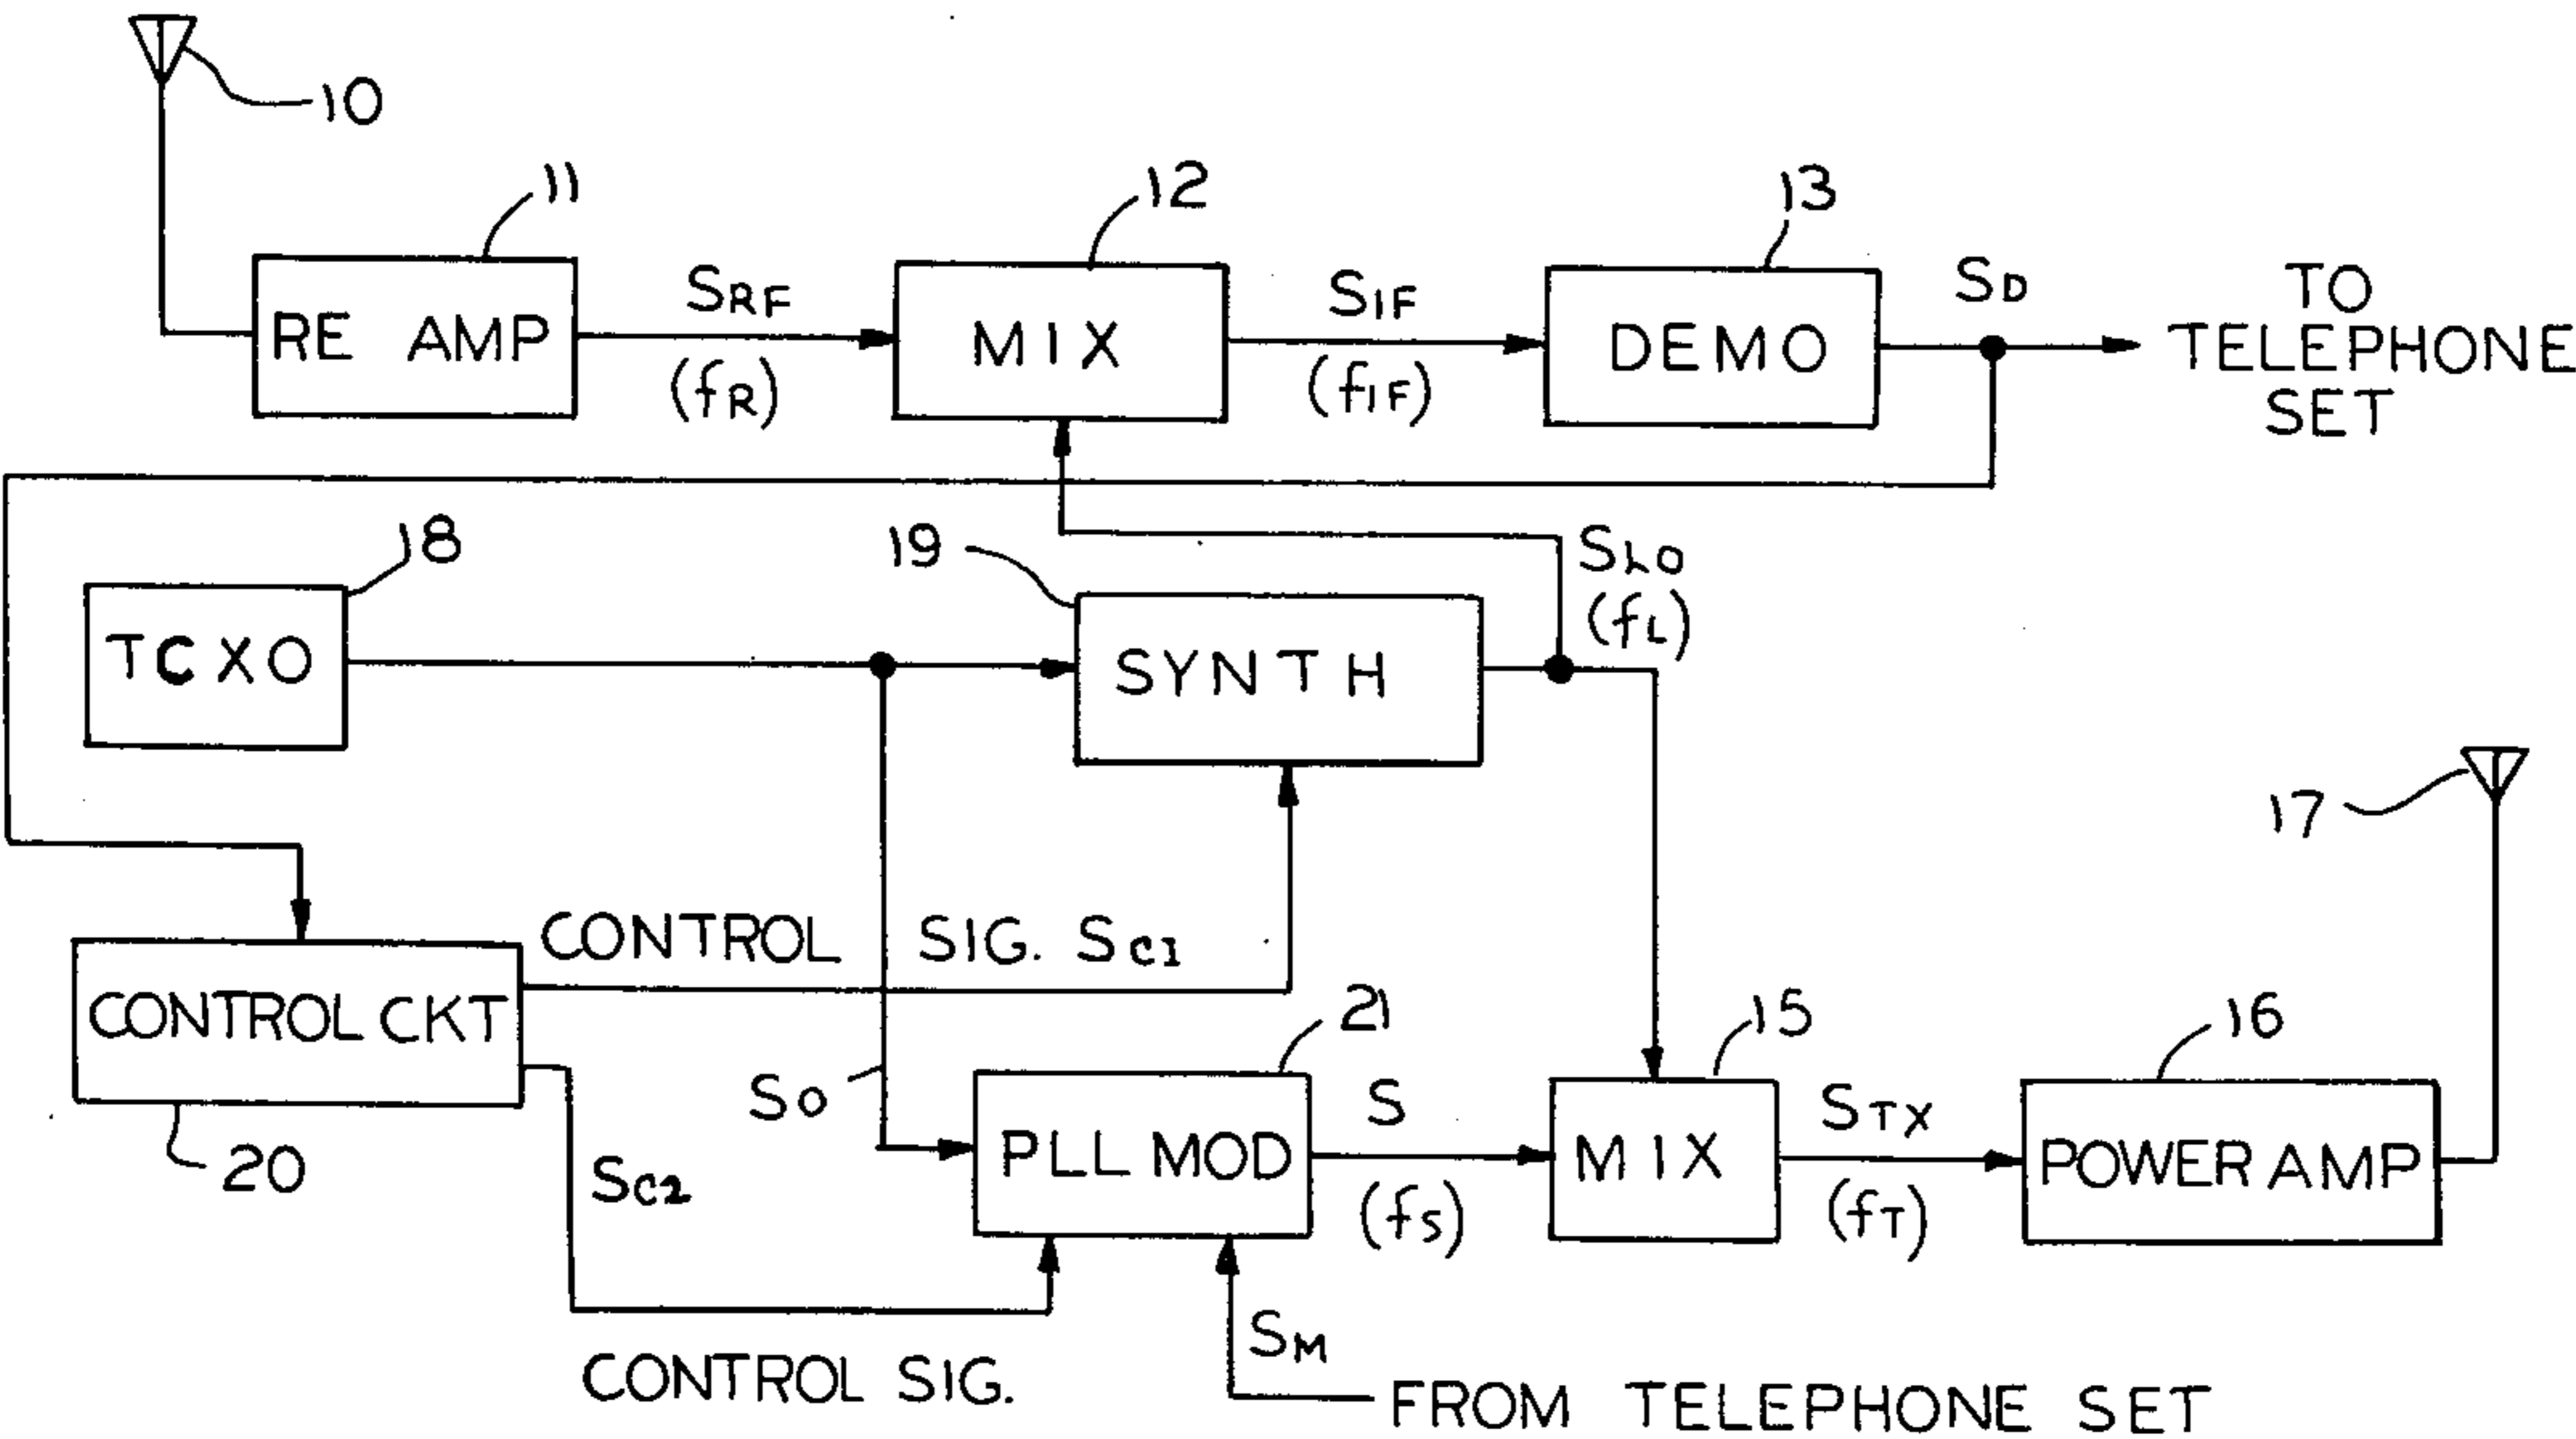 10
11
12
13
RE AMP
SRF
(fR)
MIX
SIF
(fIF)
DEMO
SD
TO
TELEPHONE
SET
18
19
SLO
(fL)
TCXO
SYNTH
17
CONTROL SIG. SC1
CONTROL CKT
20
SO
SC2
21
15
16
PLL MOD
S
(fS)
MIX
STX
(fT)
POWER AMP
SM
CONTROL SIG.
FROM TELEPHONE SET